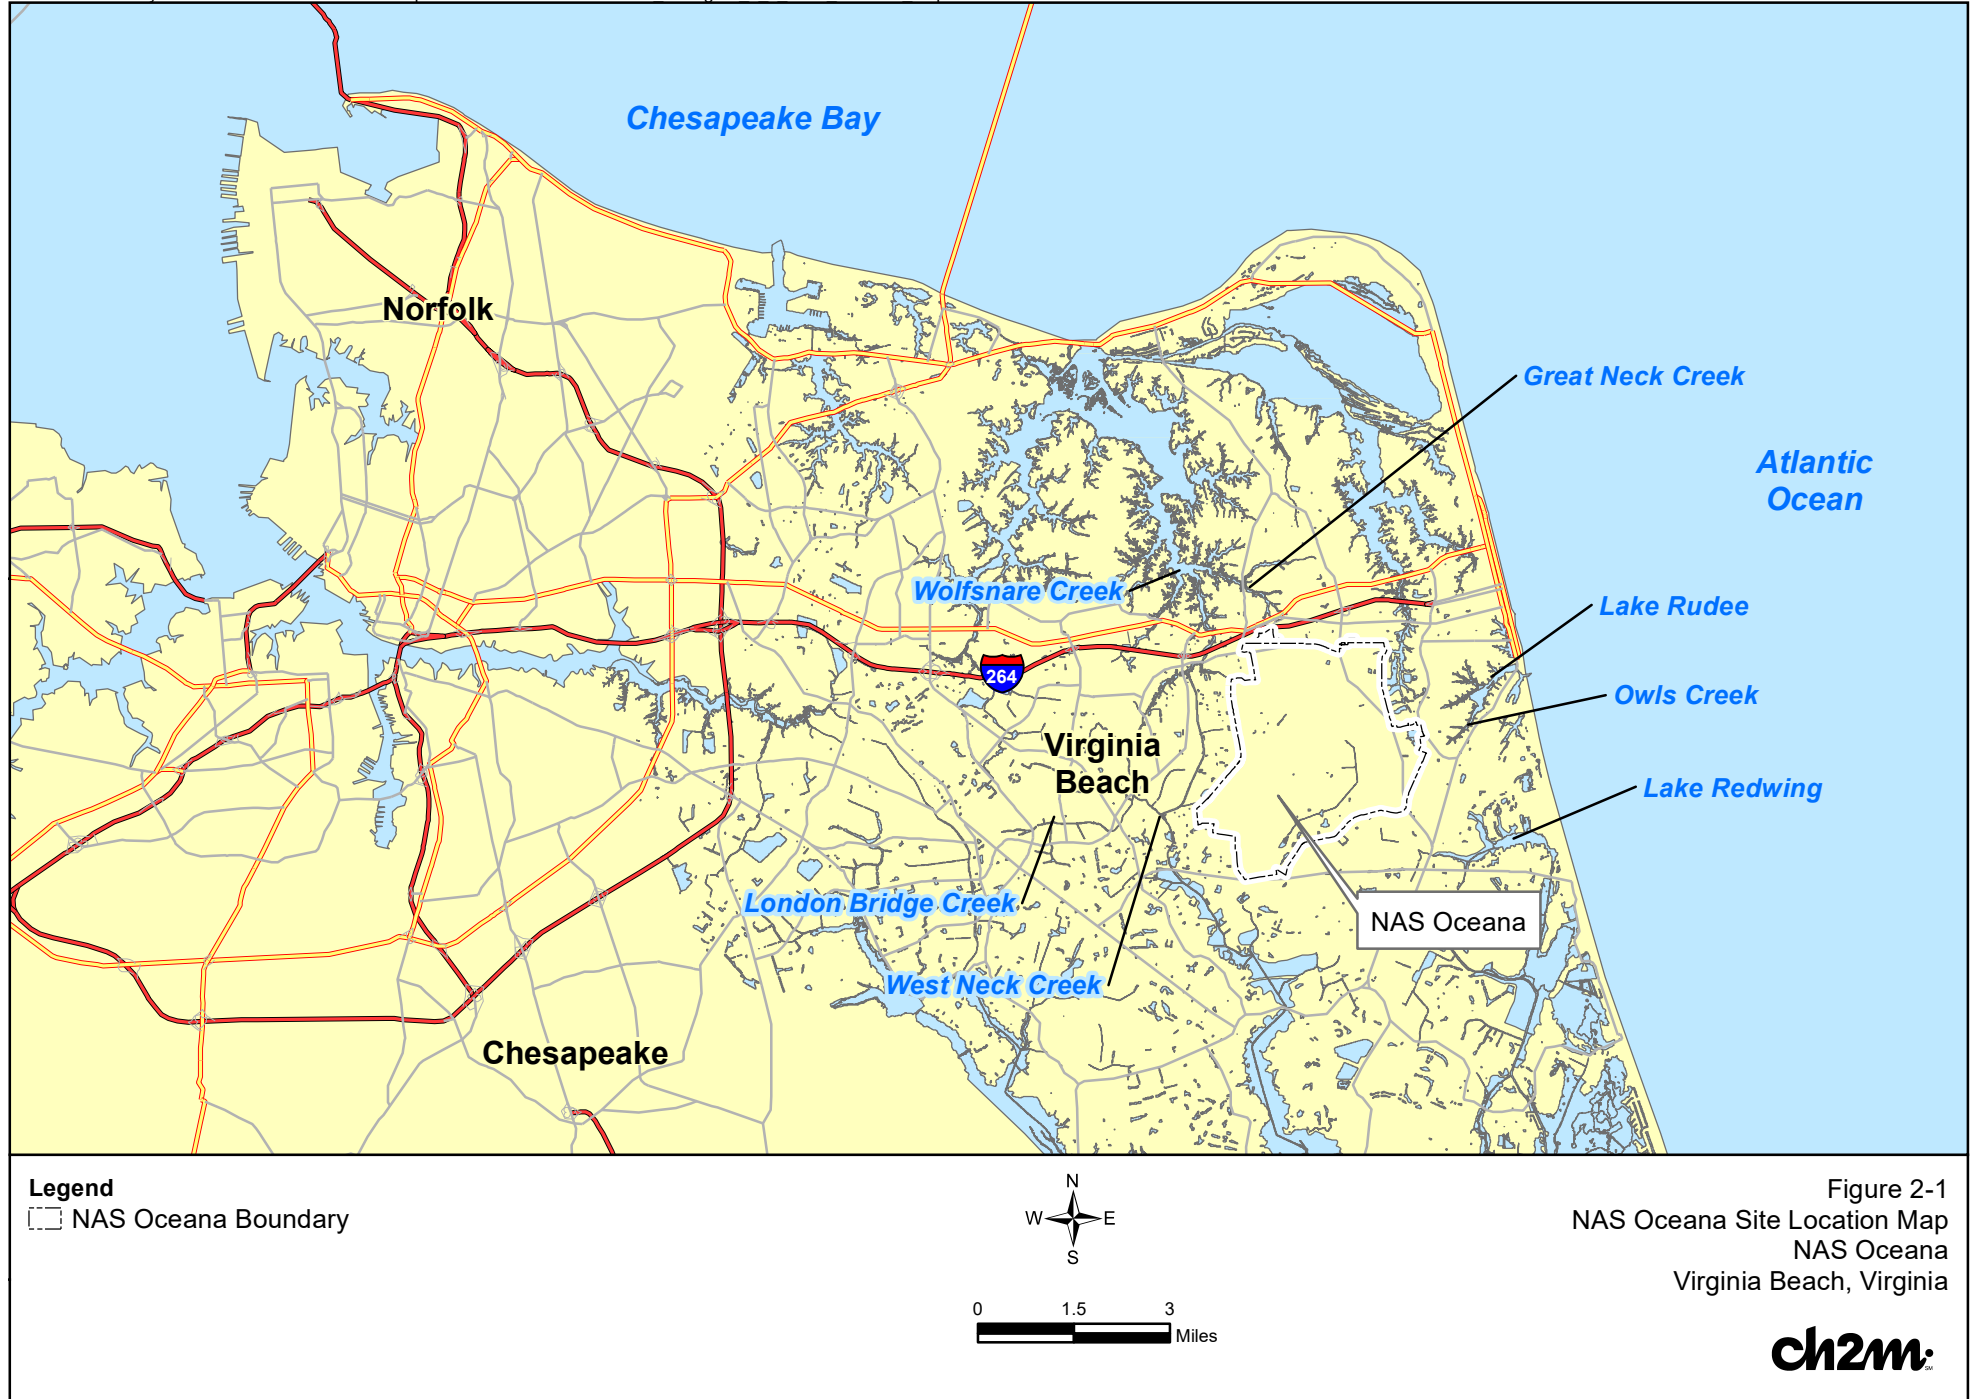 Chesapeake Bay
Norfolk
Great Neck Creek
Atlantic
Ocean
Wolfsnare Creek
Lake Rudee
264
Owls Creek
Virginia
Beach
Lake Redwing
London Bridge Creek
NAS Oceana
West Neck Creek
Chesapeake
Legend
NAS Oceana Boundary
N
W E
S
0 1.5 3
Miles
Figure 2-1
NAS Oceana Site Location Map
NAS Oceana
Virginia Beach, Virginia
ch2m:
SM